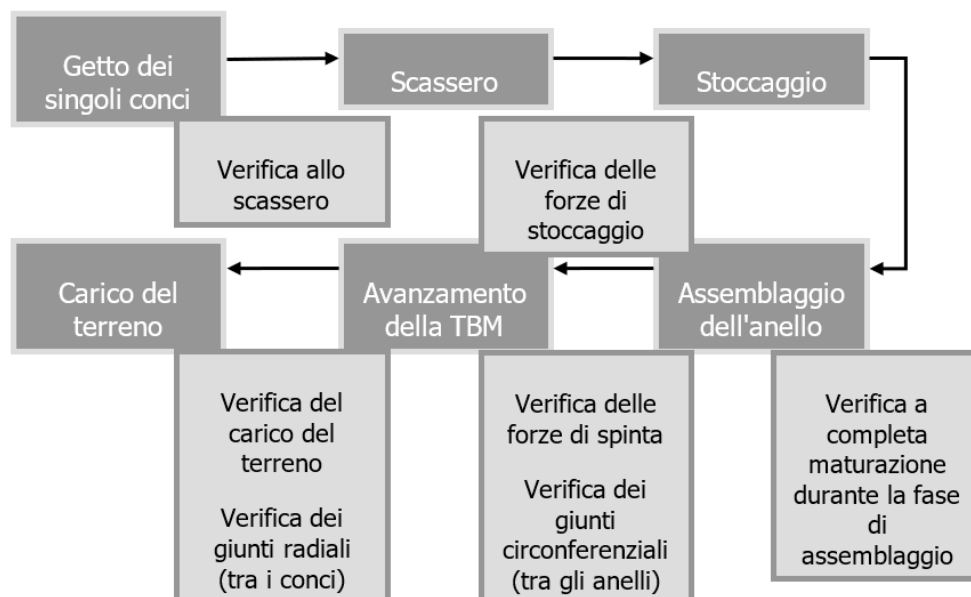 Getto dei
singoli conci
Scassero
Stoccaggio
Verifica allo
scassero
Verifica delle
forze di
stoccaggio
Carico del
terreno
Avanzamento
della TBM
Assemblaggio
dell'anello
Verifica del
carico del
terreno
Verifica dei
giunti radiali
(tra i conci)
Verifica delle
forze di spinta
Verifica dei
giunti
circonferenziali
(tra gli anelli)
Verifica a
completa
maturazione
durante la fase
di
assemblaggio